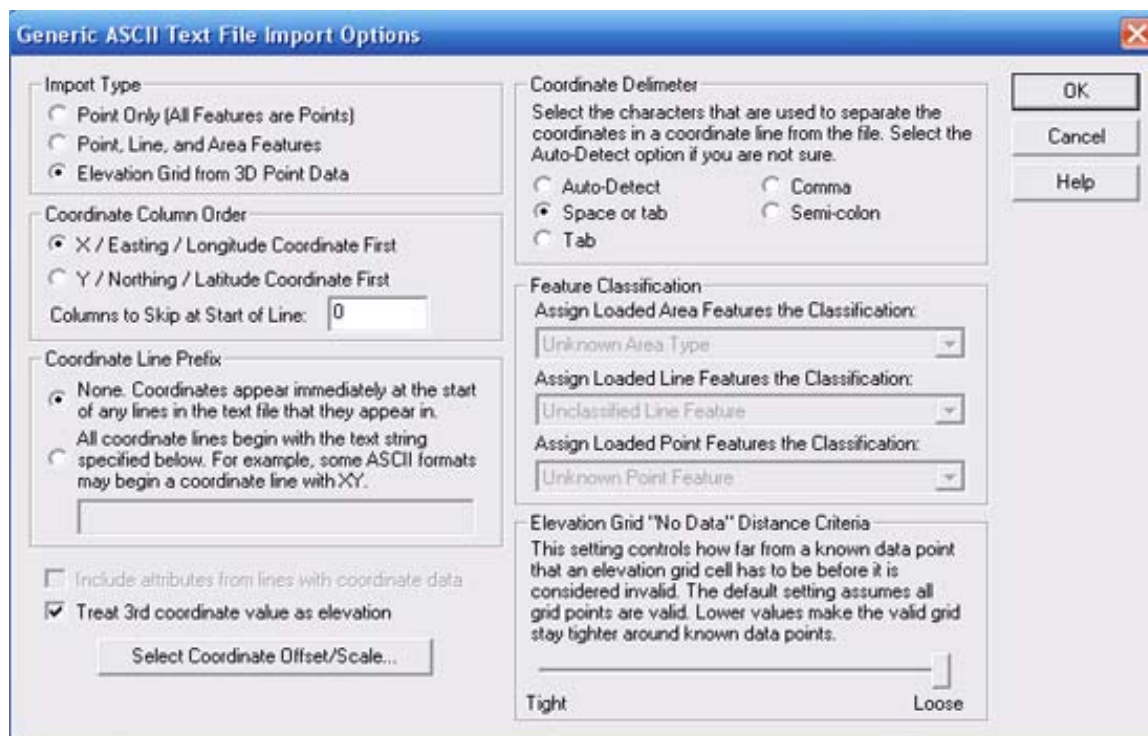 Generic ASCII Text File Import Options
Import Type
Point Only (All Features are Points)
Point, Line, and Area Features
Elevation Grid from 3D Point Data
Coordinate Column Order
X / Easting / Longitude Coordinate First
Y / Northing / Latitude Coordinate First
Columns to Skip at Start of Line:
0
Coordinate Line Prefix
None. Coordinates appear immediately at the start
of any lines in the text file that they appear in.
All coordinate lines begin with the text string
specified below. For example, some ASCII formats
may begin a coordinate line with XY.
Include attributes from lines with coordinate data
Treat 3rd coordinate value as elevation
Select Coordinate Offset/Scale...
Coordinate Delimeter
Select the characters that are used to separate the
coordinates in a coordinate line from the file. Select the
Auto-Detect option if you are not sure.
Auto-Detect
Comma
Space or tab
Semi-colon
Tab
Feature Classification
Assign Loaded Area Features the Classification:
Unknown Area Type
Assign Loaded Line Features the Classification:
Unclassified Line Feature
Assign Loaded Point Features the Classification:
Unknown Point Feature
Elevation Grid "No Data" Distance Criteria
This setting controls how far from a known data point
that an elevation grid cell has to be before it is
considered invalid. The default setting assumes all
grid points are valid. Lower values make the valid grid
stay tighter around known data points.
Tight
Loose
OK
Cancel
Help